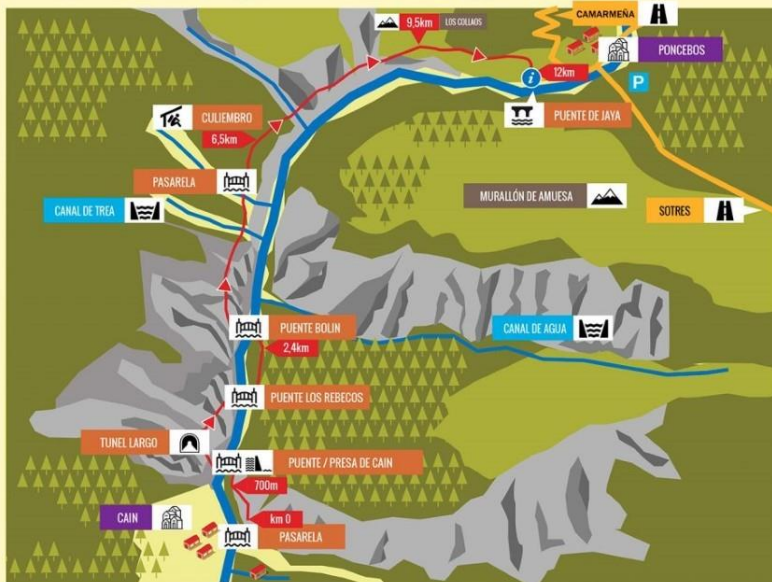 9,5km
LOS COLLAOS
CAMARMEÑA
PONCEBOS
12km
i
P
CULIEMBRO
6,5km
PUENTE DE JAYA
PASARELA
CANAL DE TREA
MURALLÓN DE AMUESA
SOTRES
PUENTE BOLIN
CANAL DE AGUA
2,4km
PUENTE LOS REBECOS
TUNEL LARGO
PUENTE / PRESA DE CAIN
700m
CAIN
km 0
PASARELA